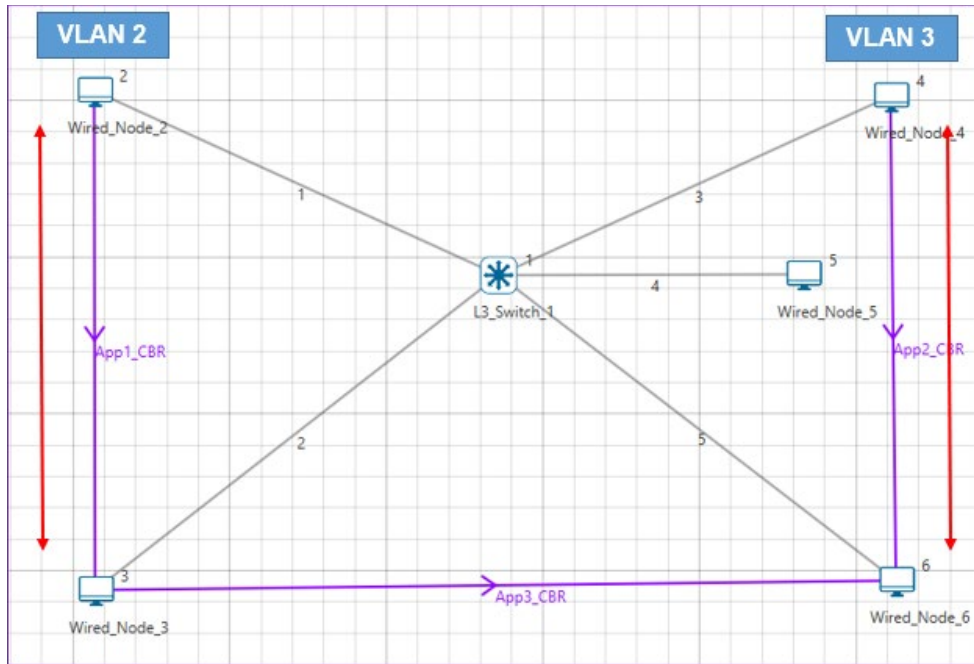 VLAN 2
VLAN 3
2
Wired_Node_2
4
Wired_Node_4
1
3
1
L3_Switch_1
4
5
Wired_Node_5
App1_CBR
App2_CBR
2
5
3
Wired_Node_3
App3_CBR
6
Wired_Node_6